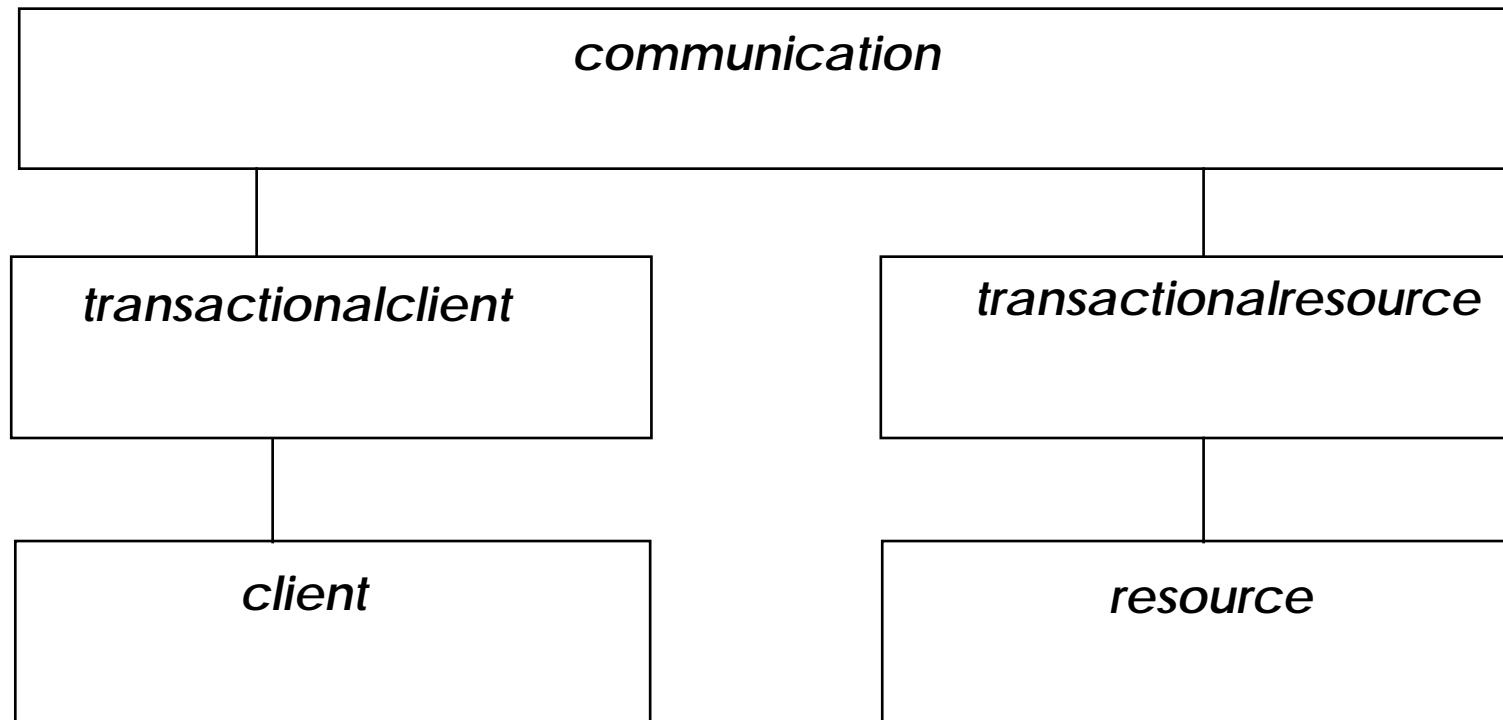 communication
transactionalclient
transactionalresource
client
resource